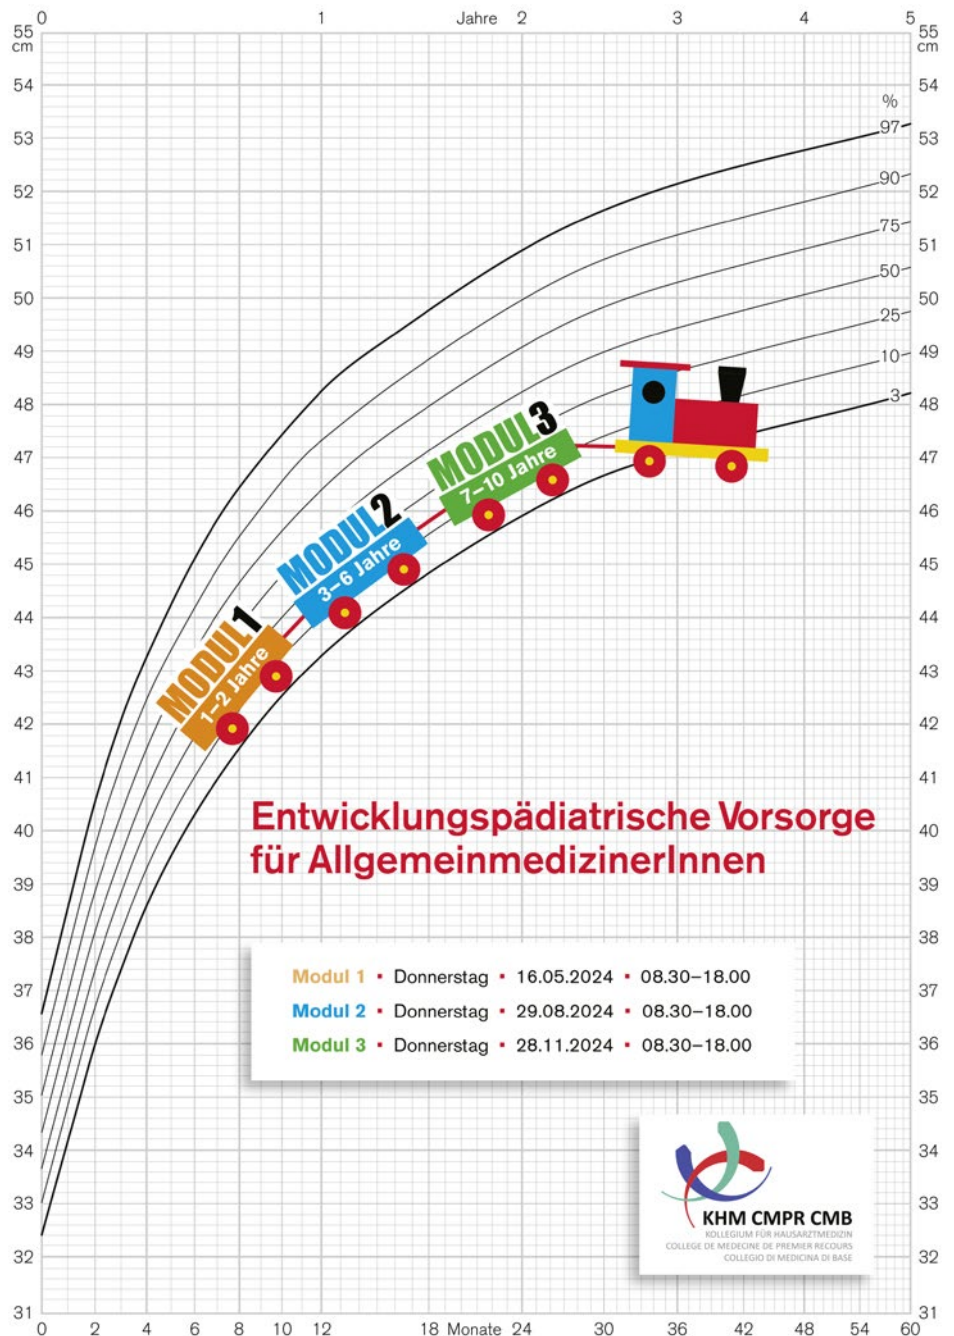 0 1 Jahre 2 3 4 5
55 55
cm cm
54 54
%
97
53 53
90
52 52
75
51 51
50
50 50
25
49 49
10
48 48
3
47 47
46 46
45 45
44 44
43 43
42 42
41 41
40 40
39 39
38 38
37 37
36 36
35 35
34 34
33 33
32 32
31 31
0 2 4 6 8 10 12 18 Monate 24 30 36 42 48 54 60
MODUL 1
1–2 Jahre
MODUL 2
3–6 Jahre
MODUL 3
7–10 Jahre
Entwicklungspädiatrische Vorsorge
für AllgemeinmedizinerInnen
Modul 1 ▪ Donnerstag ▪ 16.05.2024 ▪ 08.30–18.00
Modul 2 ▪ Donnerstag ▪ 29.08.2024 ▪ 08.30–18.00
Modul 3 ▪ Donnerstag ▪ 28.11.2024 ▪ 08.30–18.00
KHM CMPR CMB
KOLLEGIUM FÜR HAUSARZTMEDIZIN
COLLEGE DE MEDECINE DE PREMIER RECOURS
COLLEGIO DI MEDICINA DI BASE